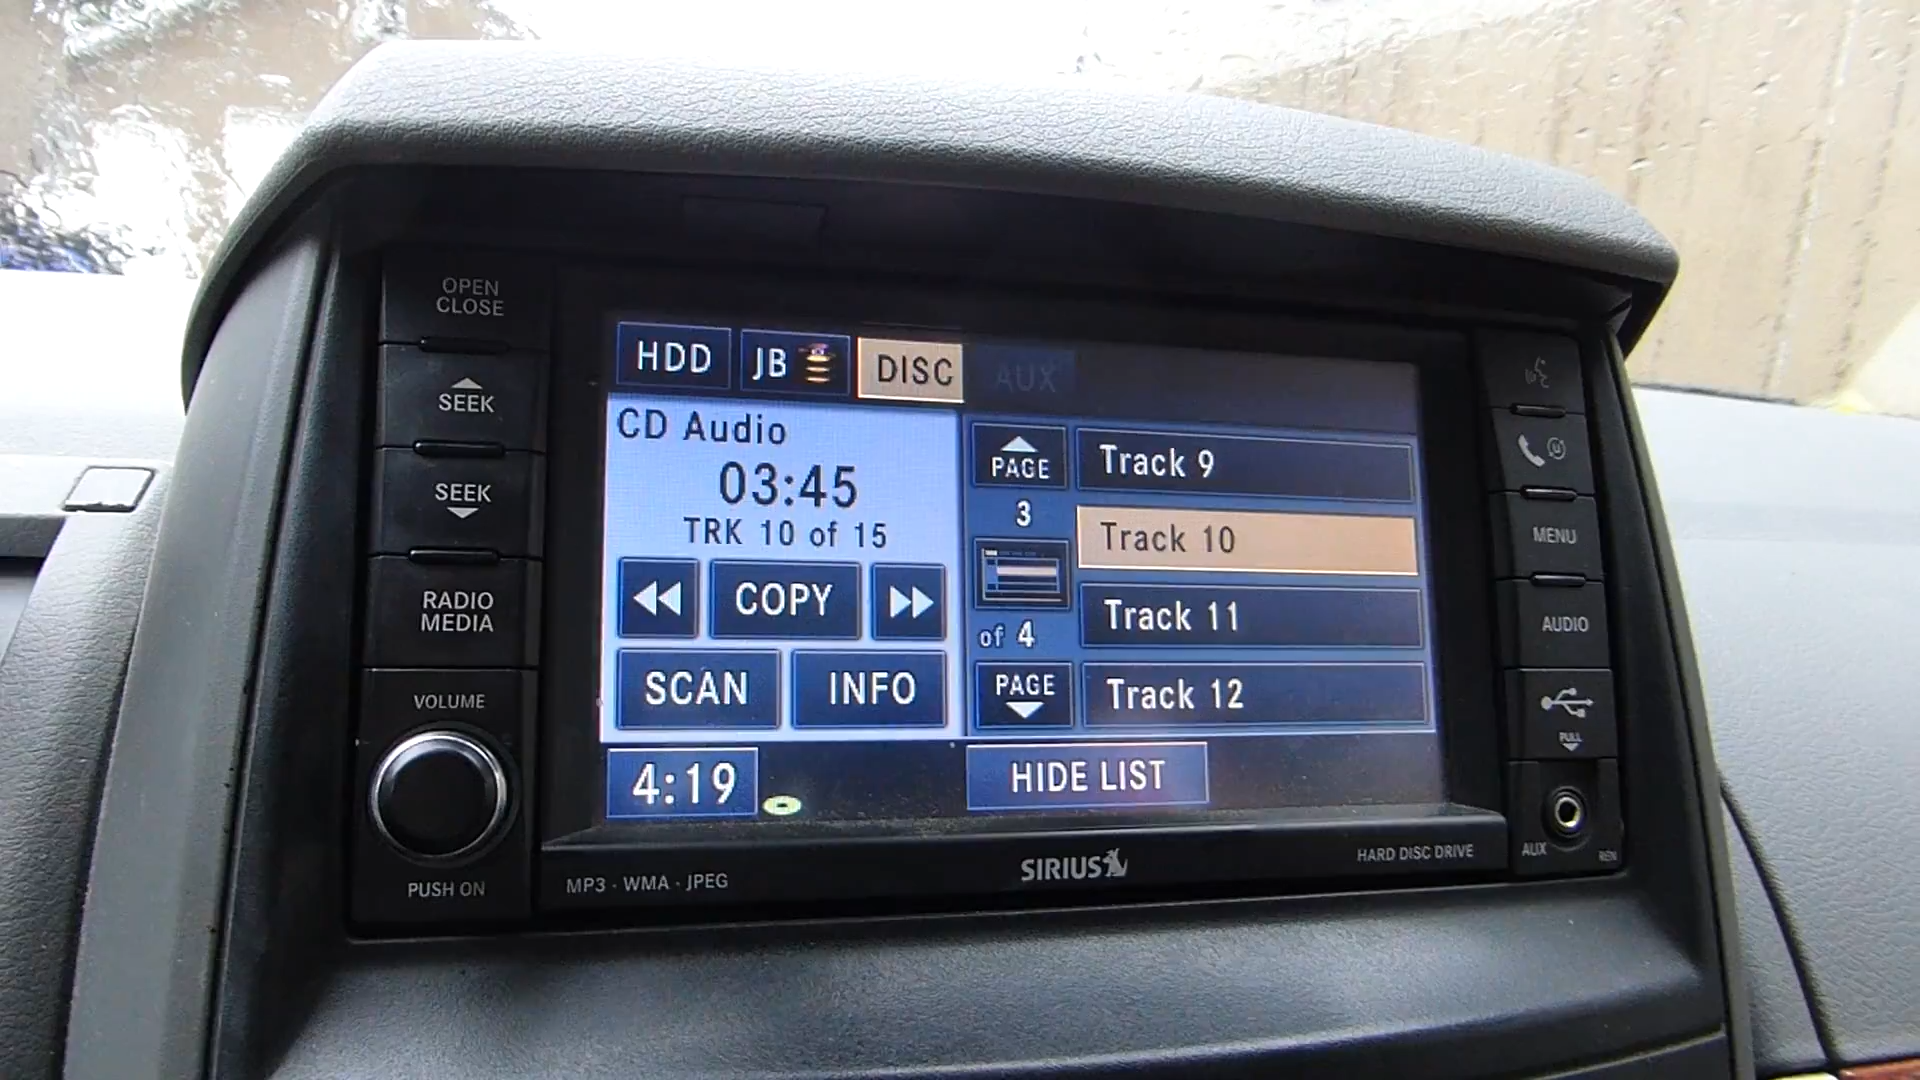 OPEN
CLOSE
SEEK
SEEK
RADIO
MEDIA
VOLUME
PUSH ON
HDD
JB
DISC
AUX
CD Audio
03:45
TRK 10 of 15
COPY
SCAN
INFO
4:19
PAGE
3
of 4
PAGE
Track 9
Track 10
Track 11
Track 12
HIDE LIST
MP3 · WMA · JPEG
SIRIUS
HARD DISC DRIVE
MENU
AUDIO
PULL
AUX
REN